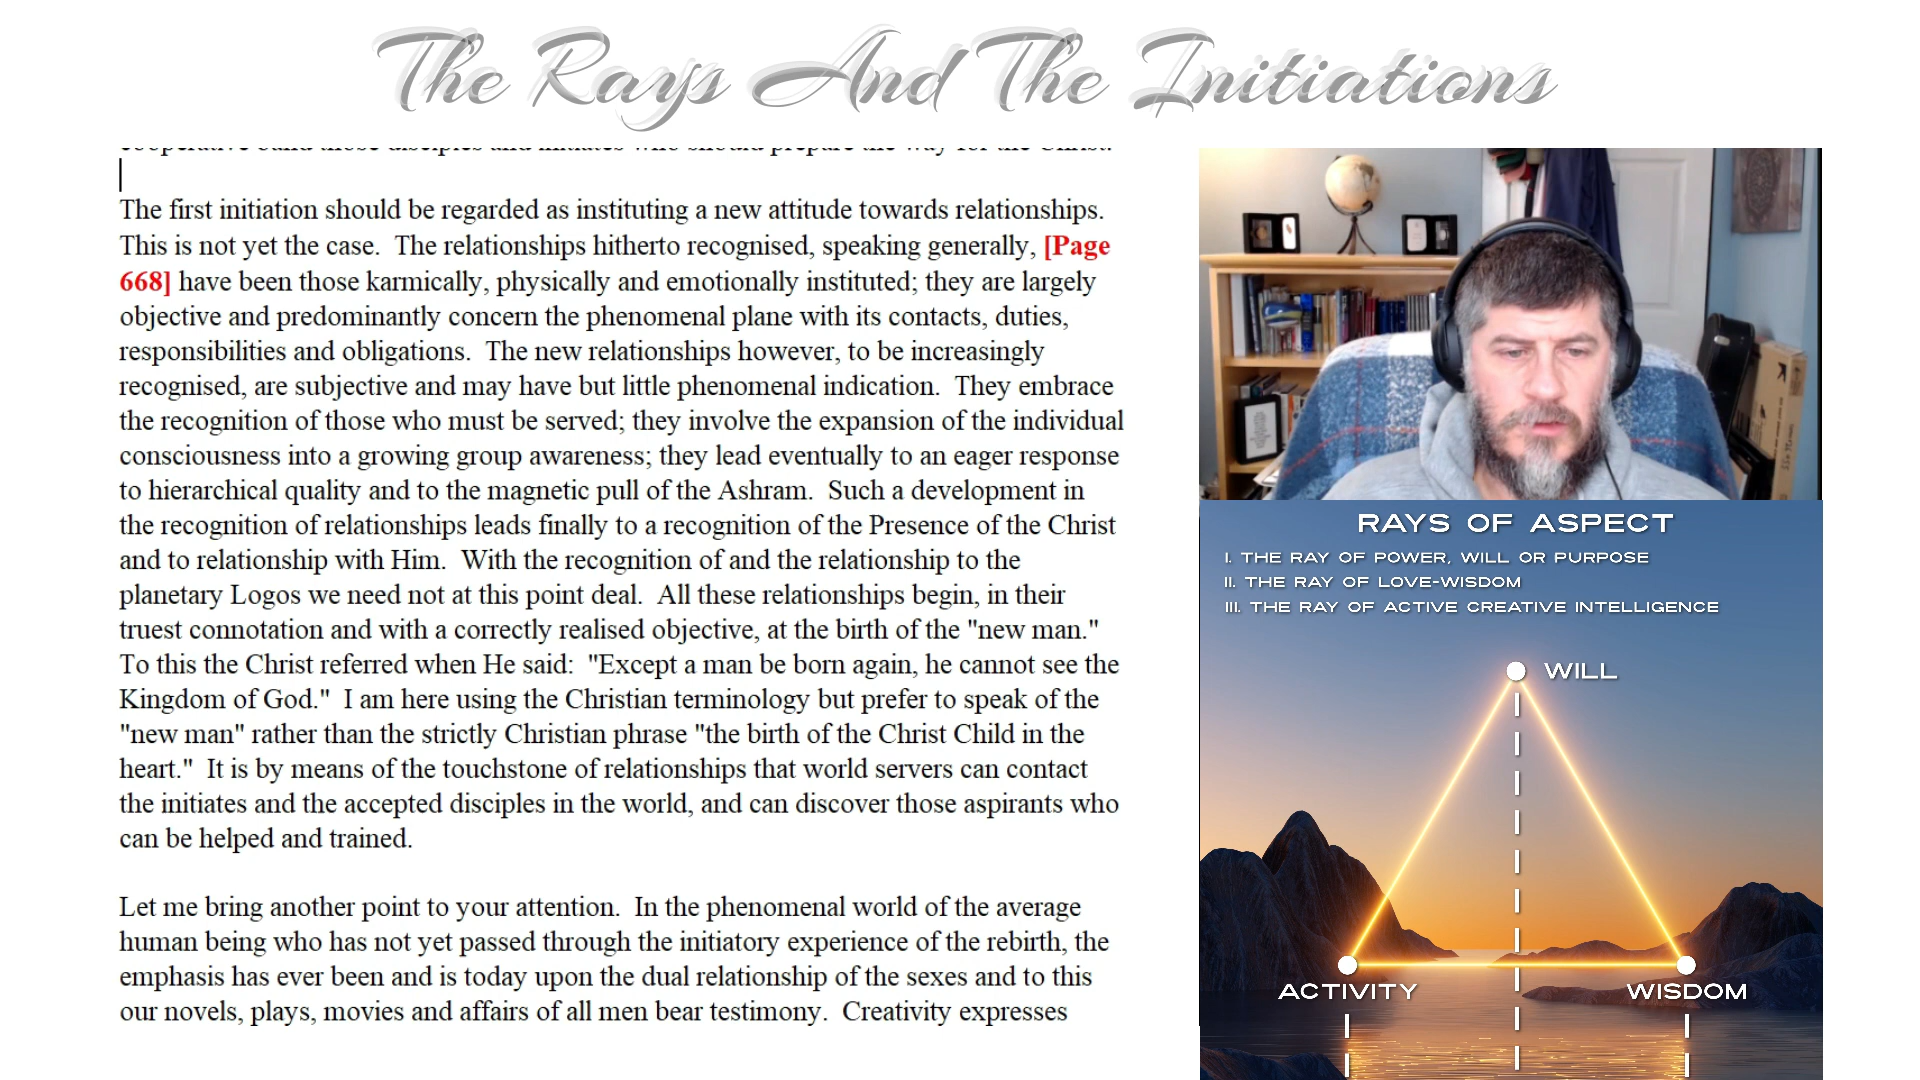 The Rays And The Initiations
cooperative band those disciples and initiates who should prepare the way for the Christ.
The first initiation should be regarded as instituting a new attitude towards relationships.
This is not yet the case.  The relationships hitherto recognised, speaking generally, [Page
668] have been those karmically, physically and emotionally instituted; they are largely
objective and predominantly concern the phenomenal plane with its contacts, duties,
responsibilities and obligations.  The new relationships however, to be increasingly
recognised, are subjective and may have but little phenomenal indication.  They embrace
the recognition of those who must be served; they involve the expansion of the individual
consciousness into a growing group awareness; they lead eventually to an eager response
to hierarchical quality and to the magnetic pull of the Ashram.  Such a development in
the recognition of relationships leads finally to a recognition of the Presence of the Christ
and to relationship with Him.  With the recognition of and the relationship to the
planetary Logos we need not at this point deal.  All these relationships begin, in their
truest connotation and with a correctly realised objective, at the birth of the "new man."
To this the Christ referred when He said:  "Except a man be born again, he cannot see the
Kingdom of God."  I am here using the Christian terminology but prefer to speak of the
"new man" rather than the strictly Christian phrase "the birth of the Christ Child in the
heart."  It is by means of the touchstone of relationships that world servers can contact
the initiates and the accepted disciples in the world, and can discover those aspirants who
can be helped and trained.
Let me bring another point to your attention.  In the phenomenal world of the average
human being who has not yet passed through the initiatory experience of the rebirth, the
emphasis has ever been and is today upon the dual relationship of the sexes and to this
our novels, plays, movies and affairs of all men bear testimony.  Creativity expresses
RAYS OF ASPECT
I. THE RAY OF POWER, WILL OR PURPOSE
II. THE RAY OF LOVE-WISDOM
III. THE RAY OF ACTIVE CREATIVE INTELLIGENCE
WILL
ACTIVITY
WISDOM